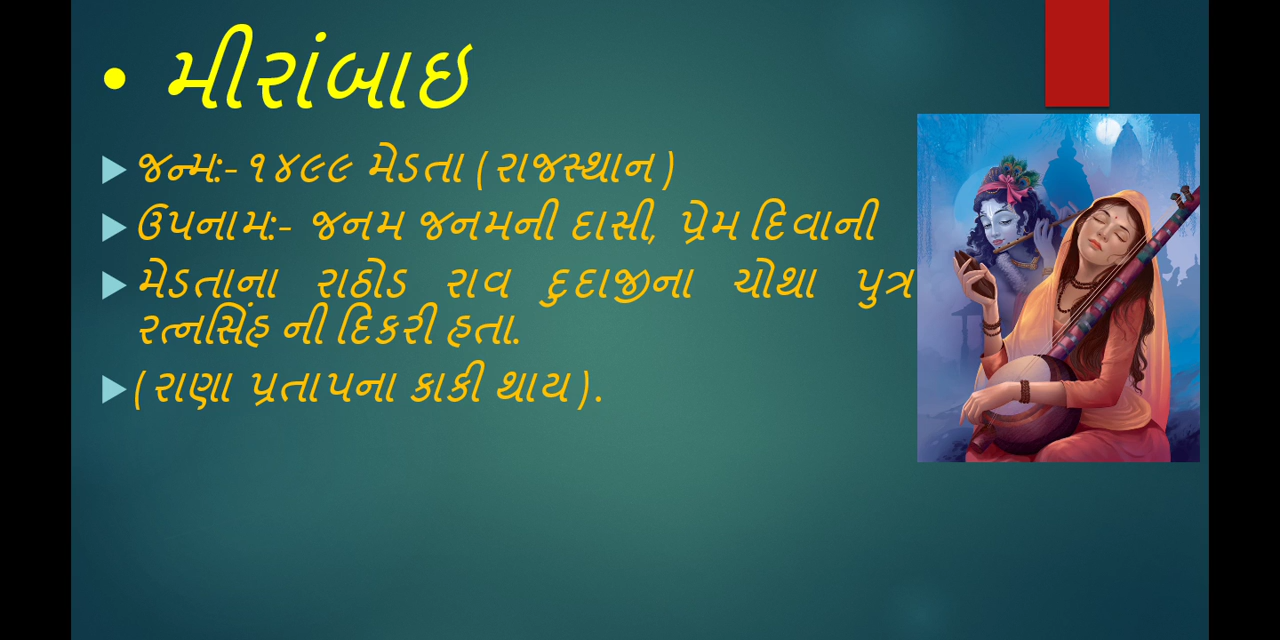 • મીરાંબાઇ
જન્મ:- ૧૪૯૯ મેડતા ( રાજસ્થાન )
ઉપનામ:- જનમ જનમની દાસી, પ્રેમ દિવાની
મેડતાના રાઠોડ રાવ દુદાજીના ચોથા પુત્ર
રત્નસિંહ ની દિકરી હતા.
( રાણા પ્રતાપના કાકી થાય ) .